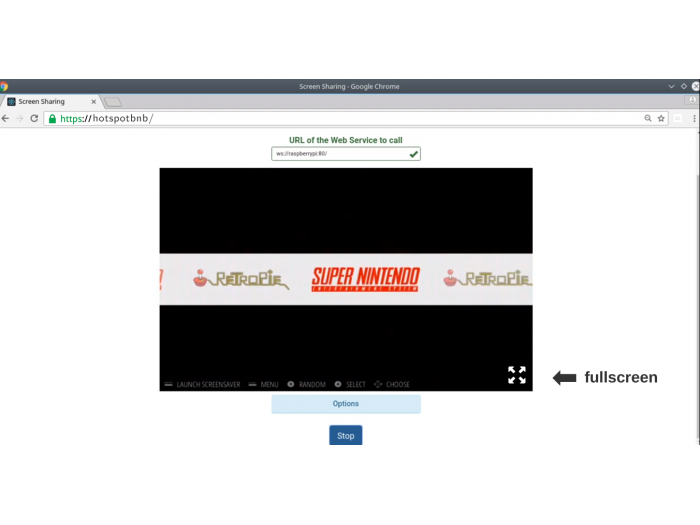 Screen Sharing - Google Chrome
Screen Sharing
https://hotspotbnb/
URL of the Web Service to call
ws://raspberrypi:80/
RETROPIE SUPER NINTENDO RETROPIE
ENTERTAINMENT SYSTEM
LAUNCH SCREENSAVER MENU RANDOM SELECT CHOOSE
fullscreen
Options
Stop